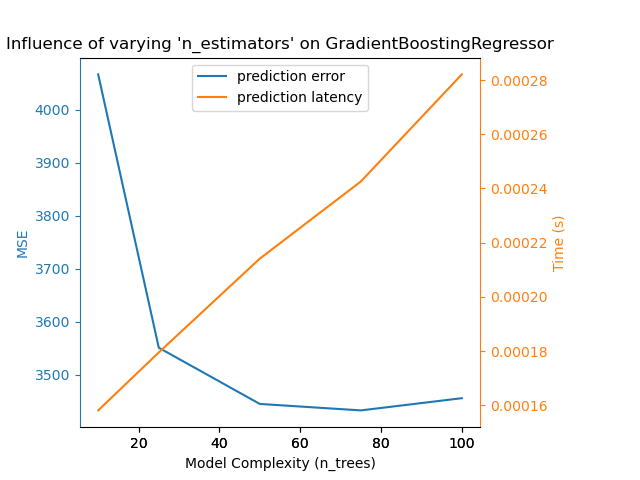 Influence of varying 'n_estimators' on GradientBoostingRegressor
prediction error
prediction latency
4000
3900
3800
3700
3600
3500
MSE
0.00028
0.00026
0.00024
0.00022
0.00020
0.00018
0.00016
Time (s)
20 40 60 80 100
Model Complexity (n_trees)